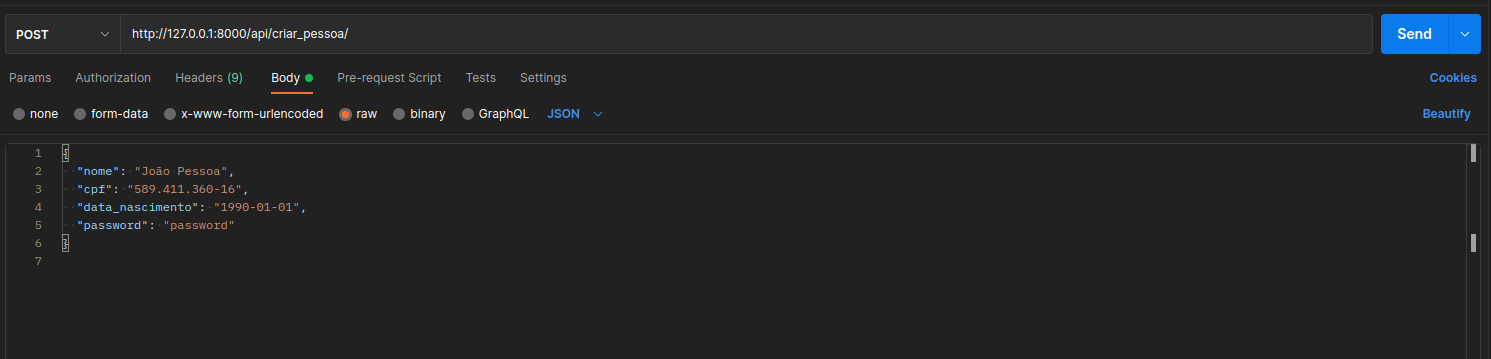 POST http://127.0.0.1:8000/api/criar_pessoa/ Send
Params Authorization Headers (9) Body Pre-request Script Tests Settings Cookies
none form-data x-www-form-urlencoded raw binary GraphQL JSON Beautify
1 {
2 "nome": "João Pessoa",
3 "cpf": "589.411.360-16",
4 "data_nascimento": "1990-01-01",
5 "password": "password"
6 }
7